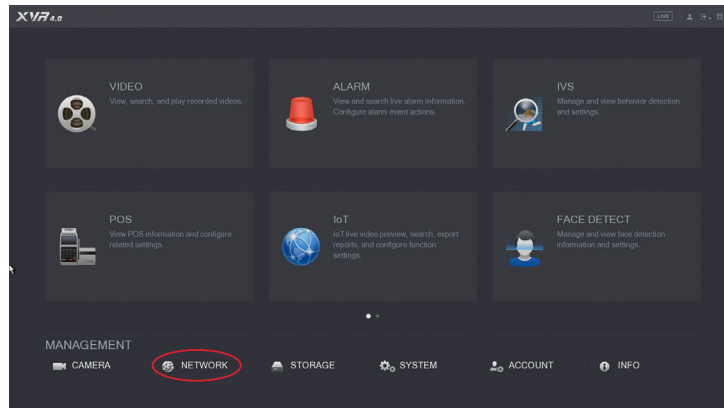 XVR 4.0
LIVE
VIDEO
View, search, and play recorded videos.
ALARM
View and search live alarm information.
Configure alarm event actions.
IVS
Manage and view behavior detection
and settings.
POS
View POS information and configure
related settings.
IoT
IoT live video preview, search, export
reports, and configure function
settings.
FACE DETECT
Manage and view face detection
information and settings.
MANAGEMENT
CAMERA
NETWORK
STORAGE
SYSTEM
ACCOUNT
INFO